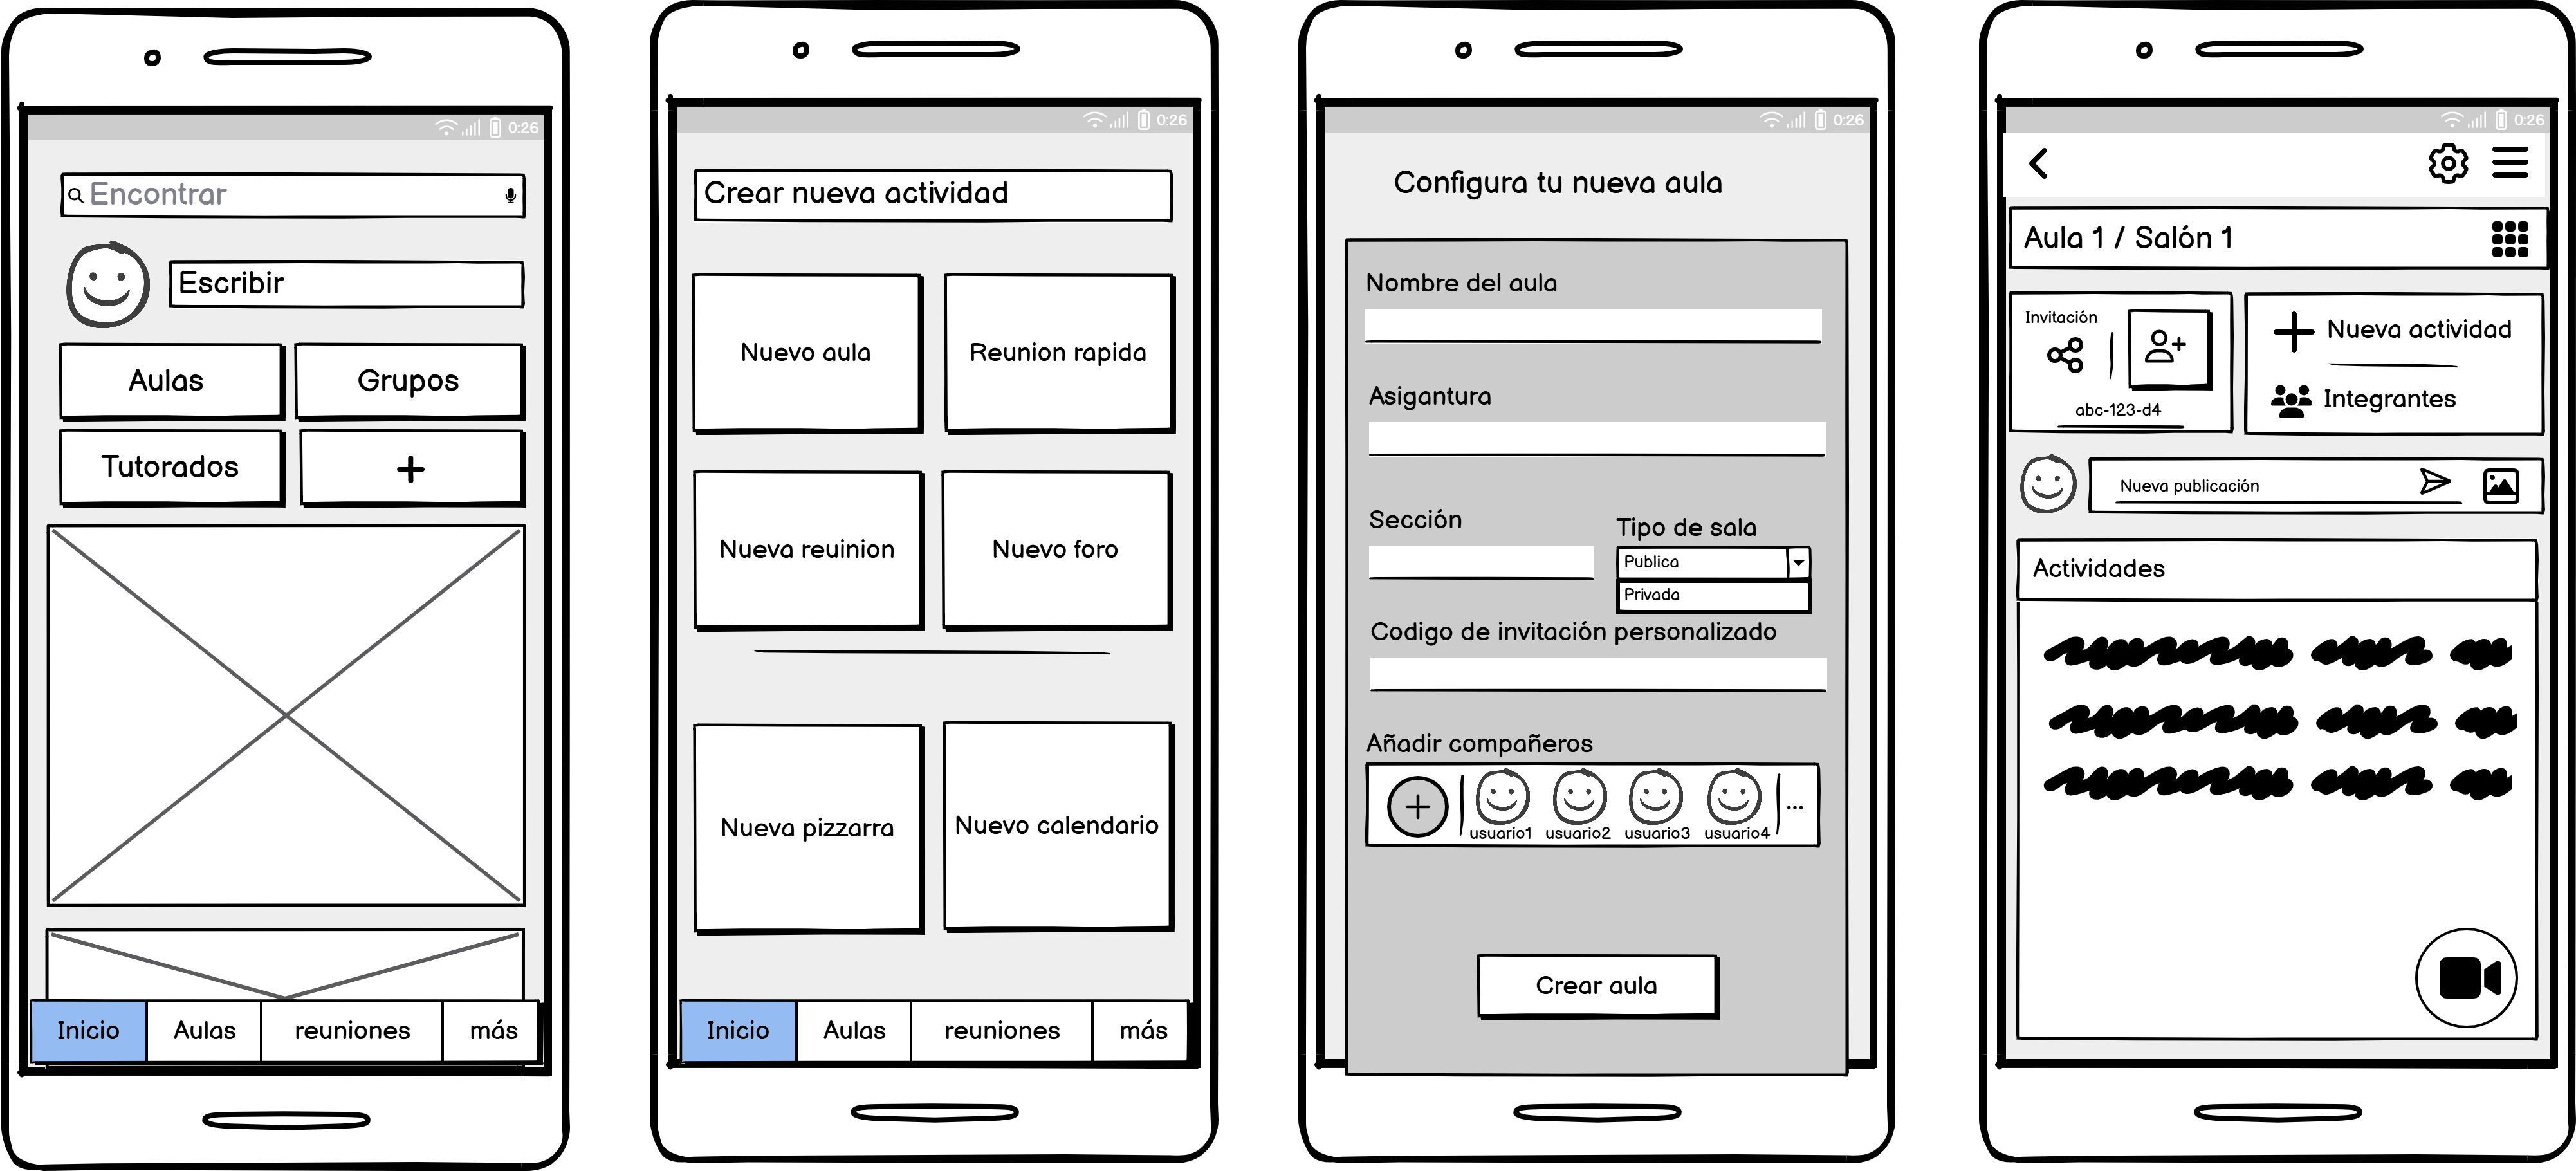 0:26
Encontrar
Escribir
Aulas
Grupos
Tutorados
+
Inicio
Aulas
reuniones
más
0:26
Crear nueva actividad
Nuevo aula
Reunion rapida
Nueva reuinion
Nuevo foro
Nueva pizzarra
Nuevo calendario
Inicio
Aulas
reuniones
más
0:26
Configura tu nueva aula
Nombre del aula
Asigantura
Sección
Tipo de sala
Publica
Privada
Codigo de invitación personalizado
Añadir compañeros
usuario1
usuario2
usuario3
usuario4
...
Crear aula
0:26
Aula 1 / Salón 1
Invitación
abc-123-d4
Nueva actividad
Integrantes
Nueva publicación
Actividades